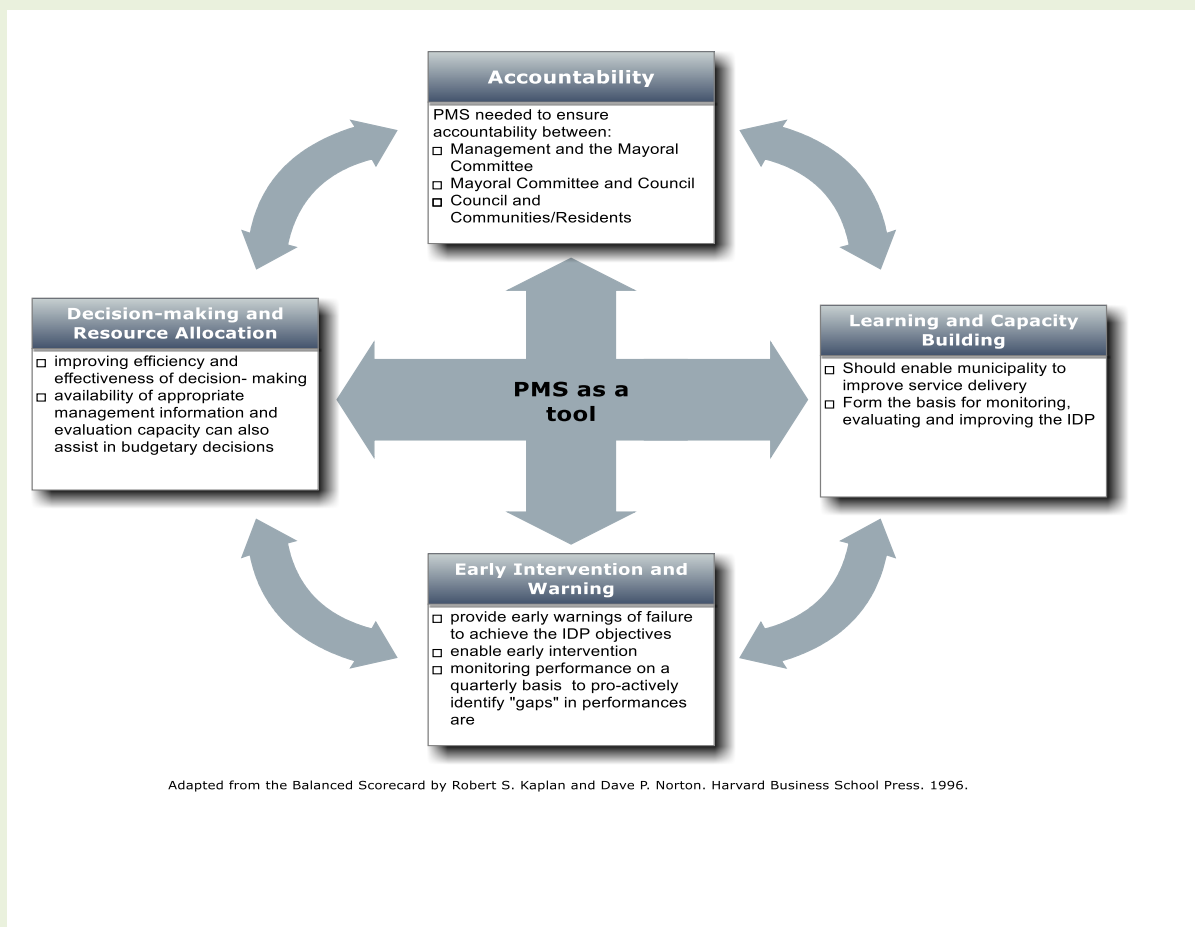 Accountability
PMS needed to ensure
accountability between:
Management and the Mayoral
Committee
Mayoral Committee and Council
Council and
Communities/Residents
Decision-making and
Resource Allocation
improving efficiency and
effectiveness of decision- making
availability of appropriate
management information and
evaluation capacity can also
assist in budgetary decisions
PMS as a
tool
Learning and Capacity
Building
Should enable municipality to
improve service delivery
Form the basis for monitoring,
evaluating and improving the IDP
Early Intervention and
Warning
provide early warnings of failure
to achieve the IDP objectives
enable early intervention
monitoring performance on a
quarterly basis  to pro-actively
identify "gaps" in performances
are
Adapted from the Balanced Scorecard by Robert S. Kaplan and Dave P. Norton. Harvard Business School Press. 1996.